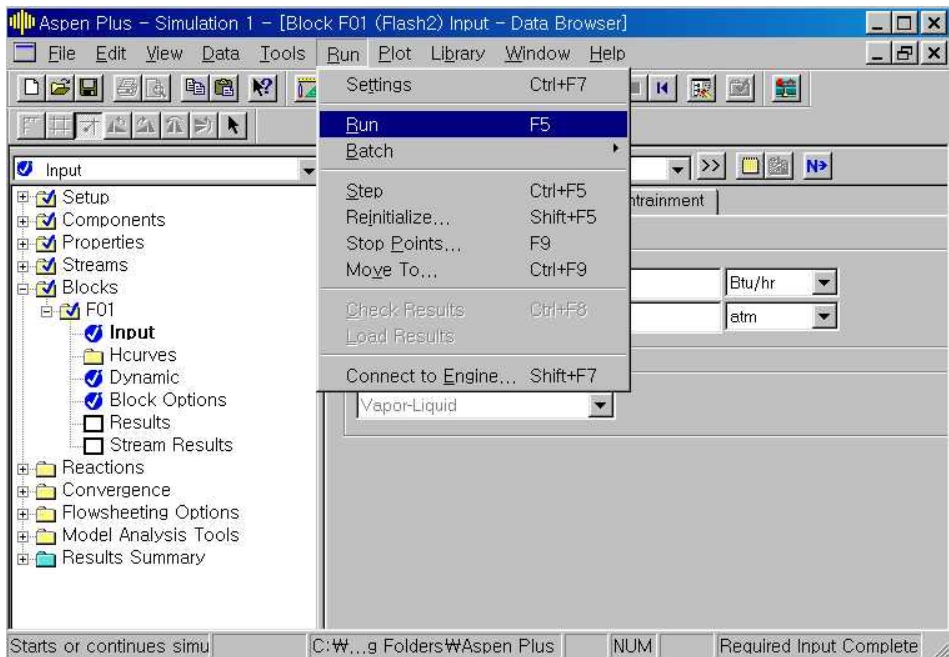 Aspen Plus - Simulation 1 - [Block F01 (Flash2) Input - Data Browser]
File Edit View Data Tools Run Plot Library Window Help
Settings Ctrl+F7
Run F5
Batch
Step Ctrl+F5
Reinitialize... Shift+F5
Stop Points... F9
Move To... Ctrl+F9
Check Results Ctrl+F8
Load Results
Connect to Engine... Shift+F7
Input
>>
N>
Setup
Components
Properties
Streams
Blocks
F01
Input
Hcurves
Dynamic
Block Options
Results
Stream Results
Reactions
Convergence
Flowsheeting Options
Model Analysis Tools
Results Summary
ntrainment
Btu/hr
atm
Vapor-Liquid
Starts or continues simu C:₩...g Folders₩Aspen Plus NUM Required Input Complete